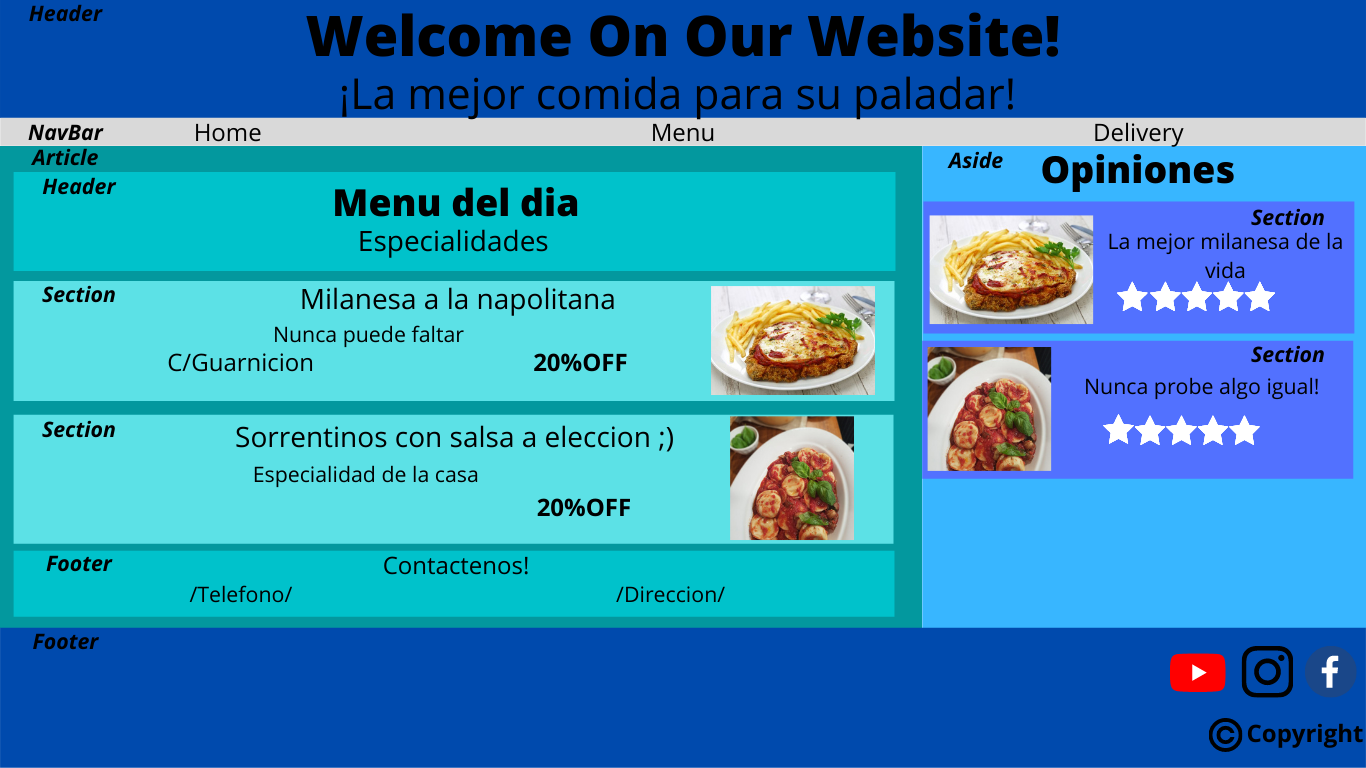 Header
Welcome On Our Website!
¡La mejor comida para su paladar!
NavBar Home Menu Delivery
Article
Header
Menu del dia
Especialidades
Section
Milanesa a la napolitana
Nunca puede faltar
C/Guarnicion 20%OFF
Section
Sorrentinos con salsa a eleccion ;)
Especialidad de la casa
20%OFF
Footer
Contactenos!
/Telefono/ /Direccion/
Aside
Opiniones
Section
La mejor milanesa de la
vida
Section
Nunca probe algo igual!
Footer
© Copyright